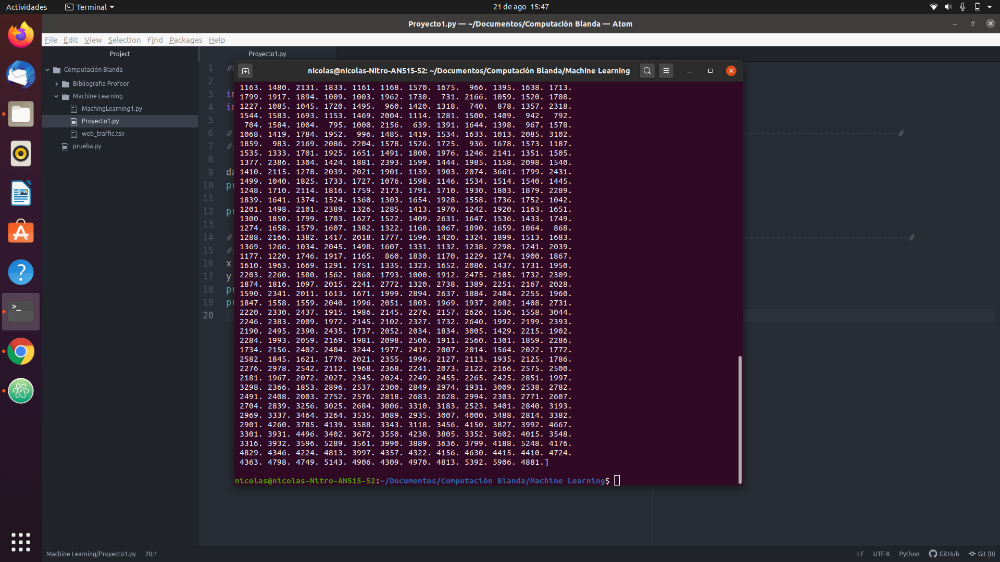 Actividades
Terminal
21 de ago 15:47
Proyecto1.py — ~/Documentos/Computación Blanda — Atom
File Edit View Selection Find Packages Help
Project
Proyecto1.py
Computación Blanda
Bibliografia Profeor
Machine Learning
MachingLearning1.py
Proyecto1.py
web_traffic.tsv
prueba.py
1 #
2
3 im
4 im
5
6 # ----------------------------#
7 #
8
9 da
10 pr
11
12 pr
13
14 # ------------------------------#
15 #
16 x
17 y
18 pr
19 pr
20
nicolas@nicolas-Nitro-AN515-52: ~/Documentos/Computación Blanda/Machine Learning
1163. 1480. 2131. 1833. 1161. 1168. 1570. 1675. 966. 1395. 1638. 1713.
1799. 1917. 1894. 1009. 1003. 1962. 1730. 731. 2166. 1059. 1520. 1708.
1227. 1085. 1045. 1720. 1495. 960. 1420. 1318. 740. 878. 1357. 2318.
1544. 1583. 1693. 1153. 1469. 2004. 1114. 1281. 1500. 1409. 942. 792.
704. 1584. 1004. 795. 1000. 2156. 639. 1391. 1644. 1398. 967. 1578.
1068. 1419. 1784. 1952. 996. 1485. 1419. 1534. 1633. 1013. 2085. 3102.
1859. 983. 2169. 2086. 2204. 1578. 1526. 1725. 936. 1678. 1573. 1187.
1535. 1333. 1701. 1925. 1651. 1491. 1800. 1976. 1246. 2141. 1351. 1505.
1377. 2386. 1304. 1424. 1881. 2393. 1599. 1444. 1985. 1158. 2098. 1540.
1410. 2115. 1278. 2039. 2021. 1901. 1139. 1903. 2074. 3661. 1799. 2431.
1499. 1040. 1825. 1733. 1727. 1076. 1598. 1146. 1534. 1514. 1540. 1445.
1248. 1710. 2114. 1816. 1759. 2173. 1791. 1710. 1930. 1803. 1879. 2289.
1839. 1641. 1374. 1524. 1360. 1303. 1654. 1928. 1558. 1736. 1752. 1042.
1201. 1498. 2101. 2389. 1326. 1285. 1413. 1970. 1242. 1920. 1163. 1651.
1300. 1850. 1799. 1703. 1627. 1522. 1409. 2631. 1647. 1536. 1433. 1749.
1274. 1658. 1579. 1607. 1382. 1322. 1168. 1067. 1890. 1659. 1064. 868.
1288. 2166. 1382. 1417. 2018. 1777. 1596. 1420. 1324. 1899. 1513. 1683.
1369. 1266. 1034. 2045. 1498. 1607. 1331. 1132. 1238. 2298. 1241. 2039.
1177. 1220. 1746. 1917. 1165. 860. 1830. 1170. 1229. 1274. 1900. 1867.
1610. 1963. 1669. 1291. 1751. 1335. 1323. 1652. 2086. 1437. 1731. 1950.
2203. 2260. 1580. 1562. 1860. 1793. 1000. 1912. 2475. 2105. 1732. 2309.
1874. 1816. 1097. 2015. 2241. 2772. 1320. 2738. 1389. 2251. 2167. 2028.
1590. 2341. 2011. 1613. 1671. 1999. 2894. 2637. 1884. 2404. 2255. 1960.
1847. 1558. 1559. 2040. 1996. 2051. 1803. 1969. 1937. 2082. 1408. 2731.
2220. 2330. 2437. 1915. 1986. 2145. 2276. 2157. 2626. 1536. 1558. 3044.
2246. 2383. 2009. 1972. 2145. 2102. 2327. 1732. 2640. 1992. 2199. 2393.
2190. 2495. 2390. 2435. 1737. 2052. 2034. 1834. 3005. 1429. 2215. 1902.
2284. 1993. 2059. 2169. 1981. 2098. 2506. 1911. 2560. 1301. 1859. 2286.
1734. 2156. 2402. 2404. 3244. 1977. 2412. 2007. 2014. 1564. 2022. 1772.
2582. 1845. 1621. 1770. 2021. 2355. 1996. 2127. 2113. 1935. 2125. 1786.
2276. 2978. 2542. 2112. 1968. 2368. 2241. 2073. 2122. 2166. 2575. 2500.
2181. 1967. 2072. 2027. 2345. 2024. 2249. 2455. 2265. 2425. 2851. 1997.
3298. 2366. 1853. 2896. 2537. 2300. 2849. 2974. 1931. 3009. 2538. 2782.
2491. 2408. 2003. 2752. 2576. 2818. 2683. 2628. 2994. 2303. 2771. 2607.
2704. 2839. 3256. 3025. 2684. 3006. 3310. 3183. 2523. 3401. 2840. 3193.
2969. 3337. 3464. 3264. 3535. 3089. 2935. 3007. 4000. 3488. 2814. 3382.
2901. 4260. 3785. 4139. 3588. 3343. 3118. 3456. 4150. 3827. 3992. 4667.
3301. 3931. 4496. 3402. 3672. 3550. 4230. 3805. 3352. 3602. 4015. 3548.
3316. 3932. 3596. 5289. 3561. 3990. 3889. 3636. 3799. 4188. 5248. 4176.
4829. 4346. 4224. 4813. 3997. 4357. 4322. 4156. 4630. 4415. 4410. 4724.
4363. 4798. 4749. 5143. 4906. 4309. 4970. 4813. 5392. 5906. 4881.]
nicolas@nicolas-Nitro-AN515-52:~/Documentos/Computación Blanda/Machine Learning$
Machine Learning/Proyecto1.py 20:1
LF UTF-8 Python GitHub Git (0)